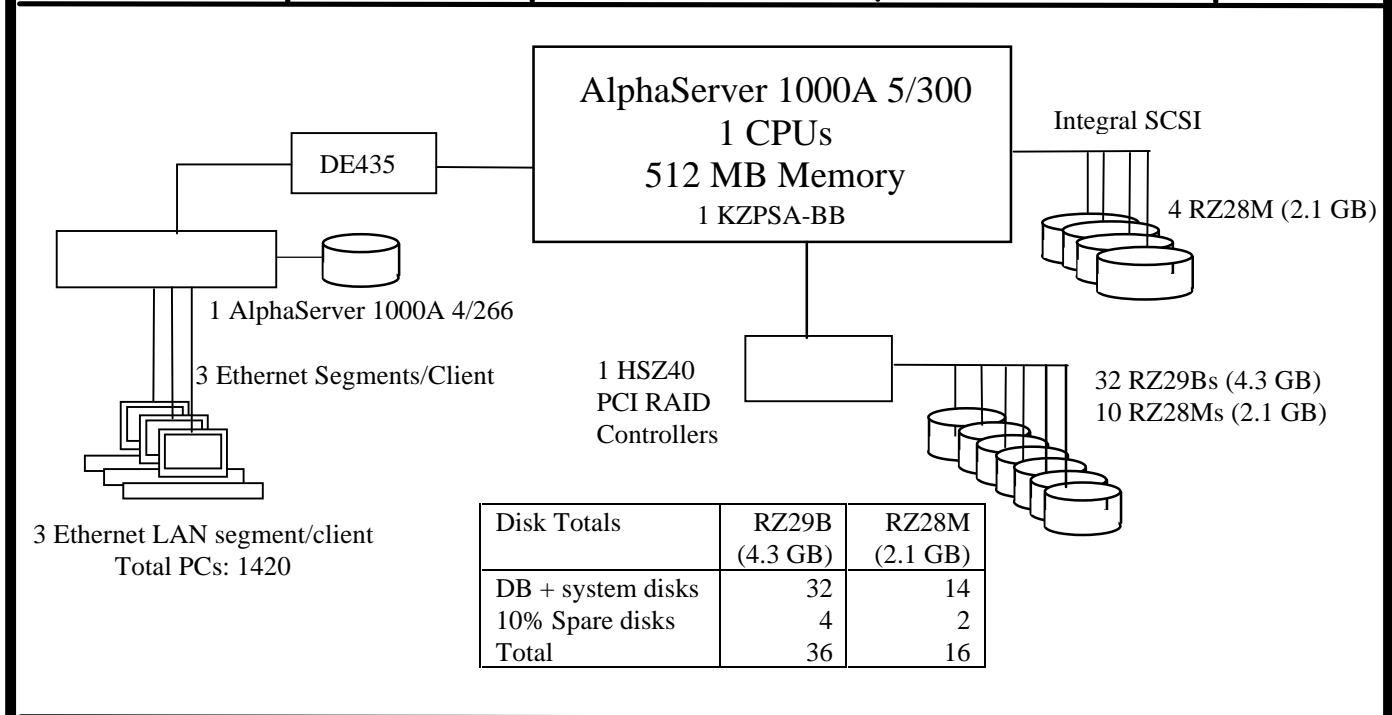 AlphaServer 1000A 5/300
1 CPUs
512 MB Memory
1 KZPSA-BB
Integral SCSI
DE435
4 RZ28M (2.1 GB)
1 AlphaServer 1000A 4/266
3 Ethernet Segments/Client
1 HSZ40
PCI RAID
Controllers
32 RZ29Bs (4.3 GB)
10 RZ28Ms (2.1 GB)
3 Ethernet LAN segment/client
Total PCs: 1420
Disk Totals RZ29B RZ28M
(4.3 GB) (2.1 GB)
DB + system disks 32 14
10% Spare disks 4 2
Total 36 16